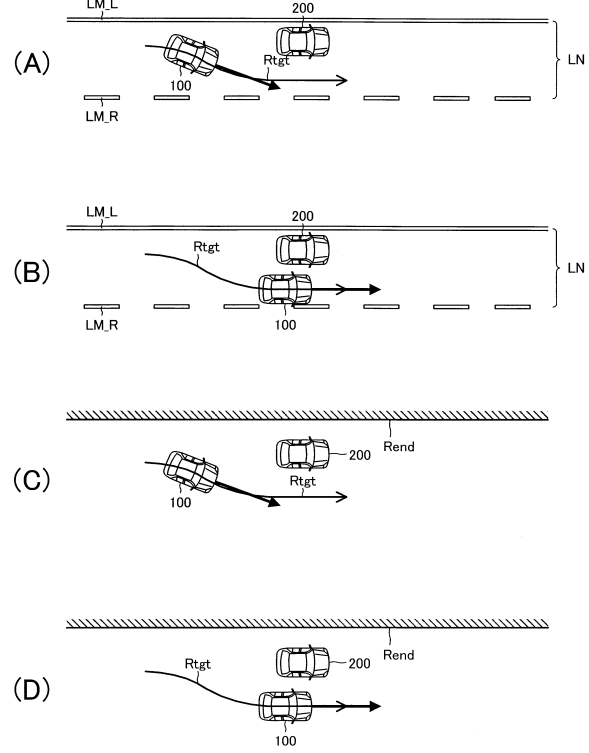 LM_L
200
Rtgt
(A)
LN
100
LM_R
LM_L
200
Rtgt
(B)
LN
LM_R
100
Rend
200
(C)
Rtgt
100
Rend
Rtgt
200
(D)
100